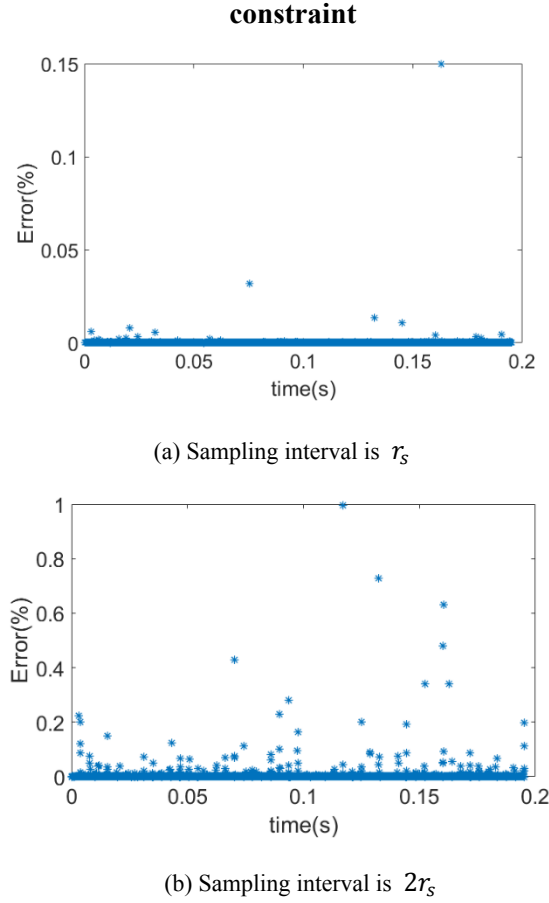 constraint
0.15
0.1
0.05
0
Error(%)
0 0.05 0.1 0.15 0.2
time(s)
(a) Sampling interval is r_s
1
0.8
0.6
0.4
0.2
0
Error(%)
0 0.05 0.1 0.15 0.2
time(s)
(b) Sampling interval is 2r_s